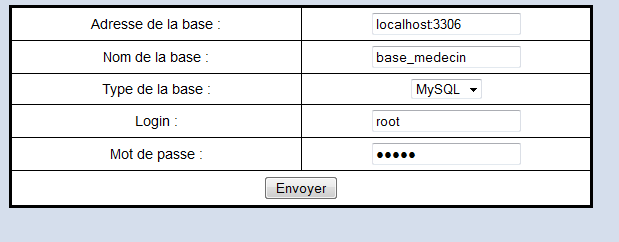 Adresse de la base : localhost:3306
Nom de la base : base_medecin
Type de la base : MySQL
Login : root
Mot de passe : •••••
Envoyer